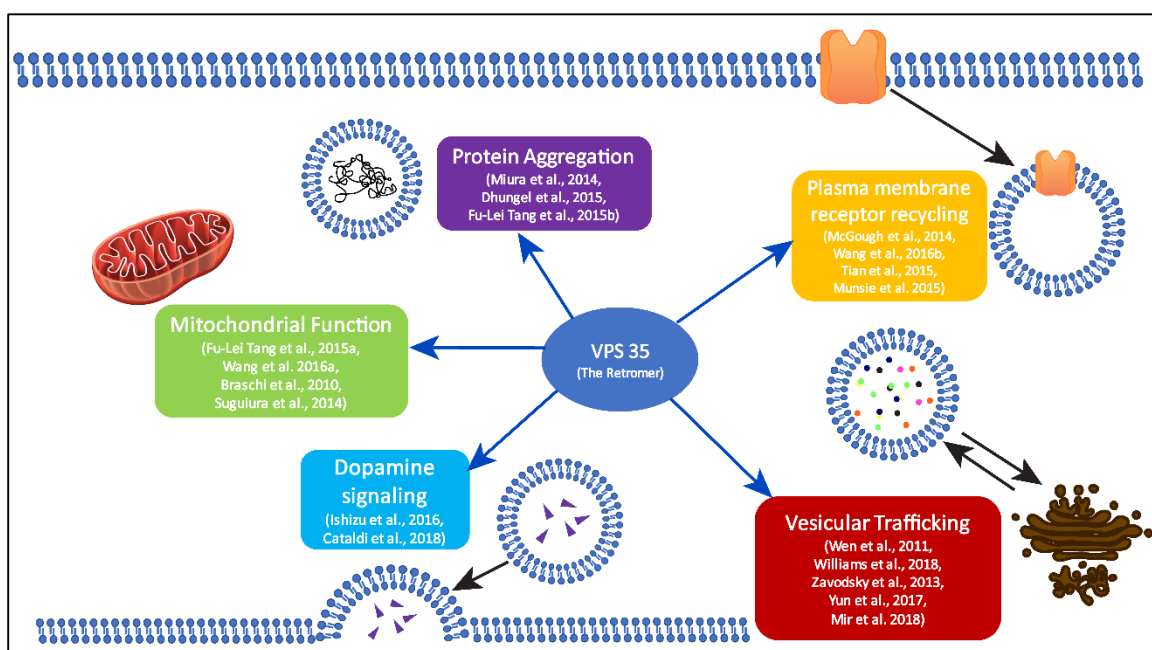 Protein Aggregation
(Miura et al., 2014,
Dhungel et al., 2015,
Fu-Lei Tang et al., 2015b)
Plasma membrane
receptor recycling
(McGough et al., 2014,
Wang et al., 2016b,
Tian et al., 2015,
Munsie et al. 2015)
Mitochondrial Function
(Fu-Lei Tang et al., 2015a,
Wang et al. 2016a,
Braschi et al., 2010,
Suguiura et al., 2014)
VPS 35
(The Retromer)
Dopamine
signaling
(Ishizu et al., 2016,
Cataldi et al., 2018)
Vesicular Trafficking
(Wen et al., 2011,
Williams et al., 2018,
Zavodsky et al., 2013,
Yun et al., 2017,
Mir et al. 2018)